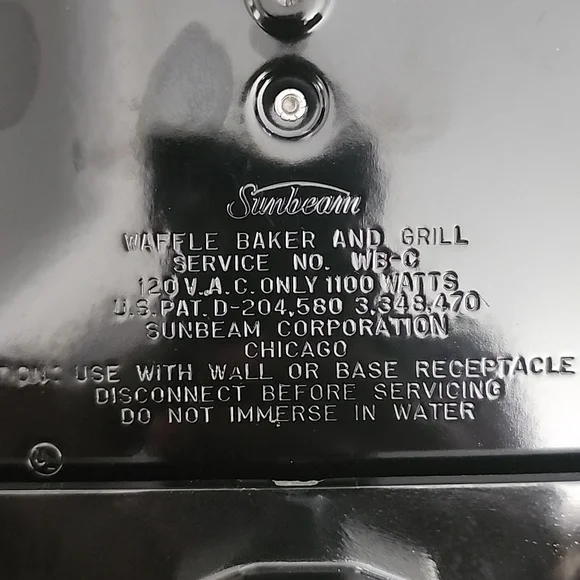 Sunbeam
WAFFLE BAKER AND GRILL
SERVICE NO. WB-C
120 V.A.C. ONLY 1100 WATTS
U.S. PAT. D-204,580 3,348,470
SUNBEAM CORPORATION
CHICAGO
USE WITH WALL OR BASE RECEPTACLE
DISCONNECT BEFORE SERVICING
DO NOT IMMERSE IN WATER
UL